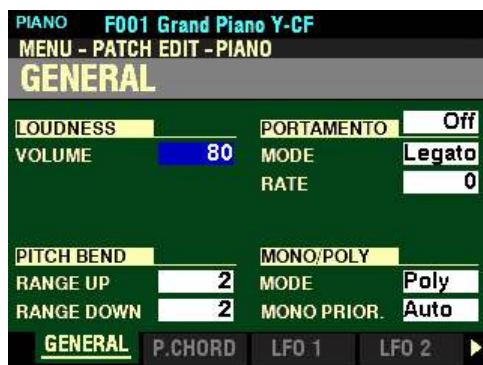 PIANO F001 Grand Piano Y-CF
MENU - PATCH EDIT - PIANO
GENERAL
LOUDNESS PORTAMENTO Off
VOLUME 80 MODE Legato
RATE 0
PITCH BEND MONO/POLY
RANGE UP 2 MODE Poly
RANGE DOWN 2 MONO PRIOR. Auto
GENERAL P.CHORD LFO 1 LFO 2